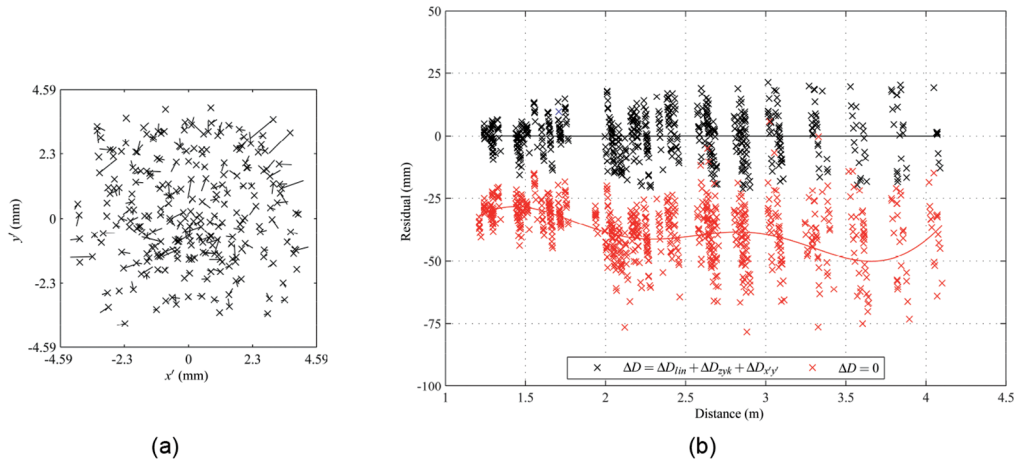 4.59
2.3
0
-2.3
-4.59
y′ (mm)
-4.59 -2.3 0 2.3 4.59
x′ (mm)
(a)
50
25
0
-25
-50
-75
-100
Residual (mm)
ΔD = ΔD_lin + ΔD_zyk + ΔD_x′y′ ΔD = 0
1 1.5 2 2.5 3 3.5 4 4.5
Distance (m)
(b)